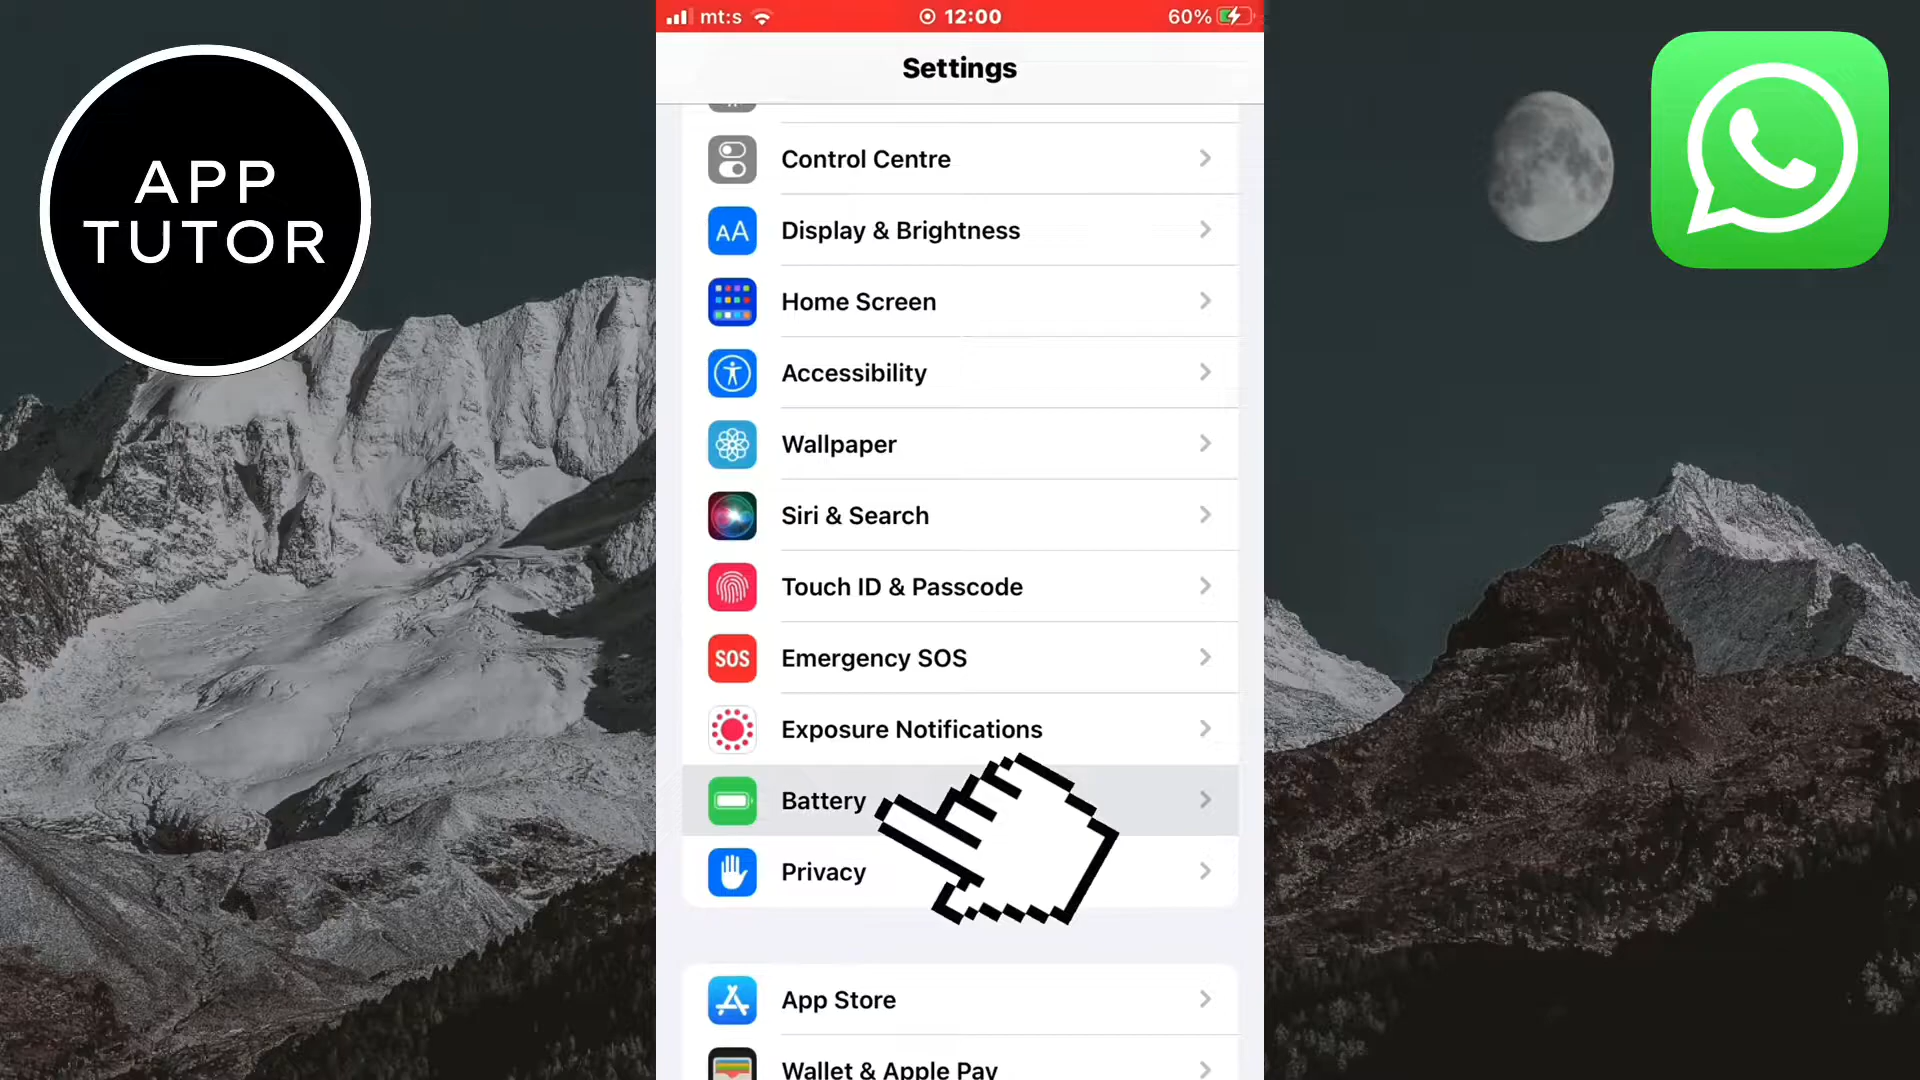 mt:s
12:00
60%
Settings
APP
TUTOR
Control Centre
AA
Display & Brightness
Home Screen
Accessibility
Wallpaper
Siri & Search
Touch ID & Passcode
SOS
Emergency SOS
Exposure Notifications
Battery
Privacy
App Store
Wallet & Apple Pay